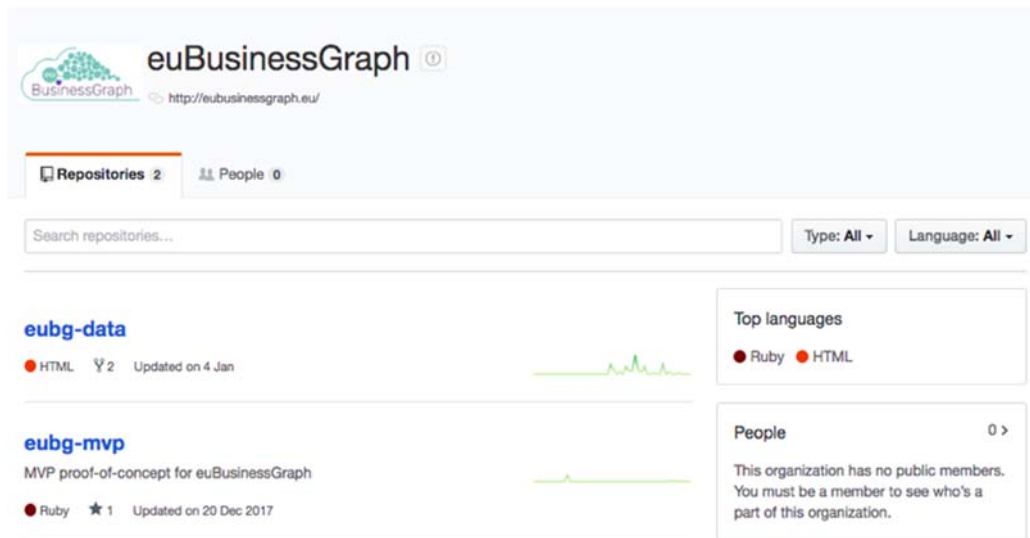 euBusinessGraph
eu
BusinessGraph
http://eubusinessgraph.eu/
Repositories 2
People 0
Search repositories...
Type: All
Language: All
eubg-data
HTML 2 Updated on 4 Jan
Top languages
Ruby HTML
eubg-mvp
MVP proof-of-concept for euBusinessGraph
Ruby 1 Updated on 20 Dec 2017
People 0 >
This organization has no public members.
You must be a member to see who's a
part of this organization.